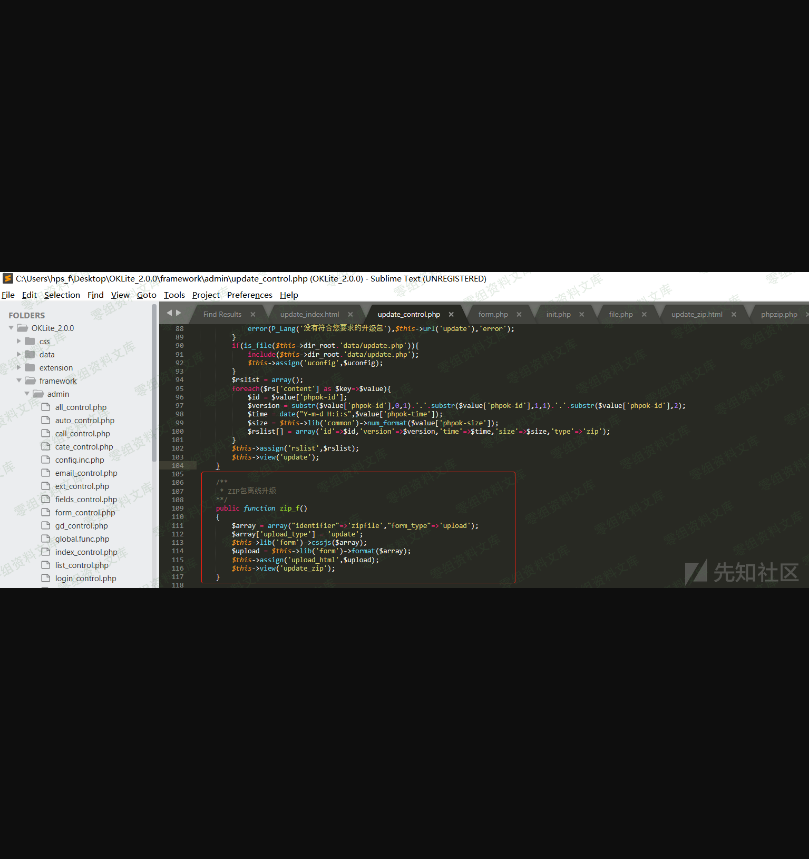 C:\Users\hps_f\Desktop\OKLite_2.0.0\framework\admin\update_control.php (OKLite_2.0.0) - Sublime Text (UNREGISTERED)
File Edit Selection Find View Goto Tools Project Preferences Help
FOLDERS
OKLite_2.0.0
css
data
extension
framework
admin
all_control.php
auto_control.php
call_control.php
cate_control.php
config.inc.php
email_control.php
ext_control.php
fields_control.php
form_control.php
gd_control.php
global.func.php
index_control.php
list_control.php
login_control.php
Find Results update_index.html update_control.php form.php init.php file.php update_zip.html phpzip.php
88 error(P_Lang('没有符合您要求的升级包'),$this->url('update'),'error');
89 }
90 if(is_file($this->dir_root.'data/update.php')){
91 include($this->dir_root.'data/update.php');
92 $this->assign('uconfig',$uconfig);
93 }
94 $rslist = array();
95 foreach($rs['content'] as $key=>$value){
96 $id = $value['phpok-id'];
97 $version = substr($value['phpok-id'],0,1).'.'.substr($value['phpok-id'],1,1).'.'.substr($value['phpok-id'],2);
98 $time = date("Y-m-d H:i:s",$value['phpok-time']);
99 $size = $this->lib('common')->num_format($value['phpok-size']);
100 $rslist[] = array('id'=>$id,'version'=>$version,'time'=>$time,'size'=>$size,'type'=>'zip');
101 }
102 $this->assign('rslist',$rslist);
103 $this->view('update');
104 }
105
106 /**
107 * ZIP包离线升级
108 **/
109 public function zip_f()
110 {
111 $array = array("identifier"=>'zipfile',"form_type"=>'upload');
112 $array['upload_type'] = 'update';
113 $this->lib('form')->cssjs($array);
114 $upload = $this->lib('form')->format($array);
115 $this->assign('upload_html',$upload);
116 $this->view('update_zip');
117 }
118
先知社区
零组资料文库